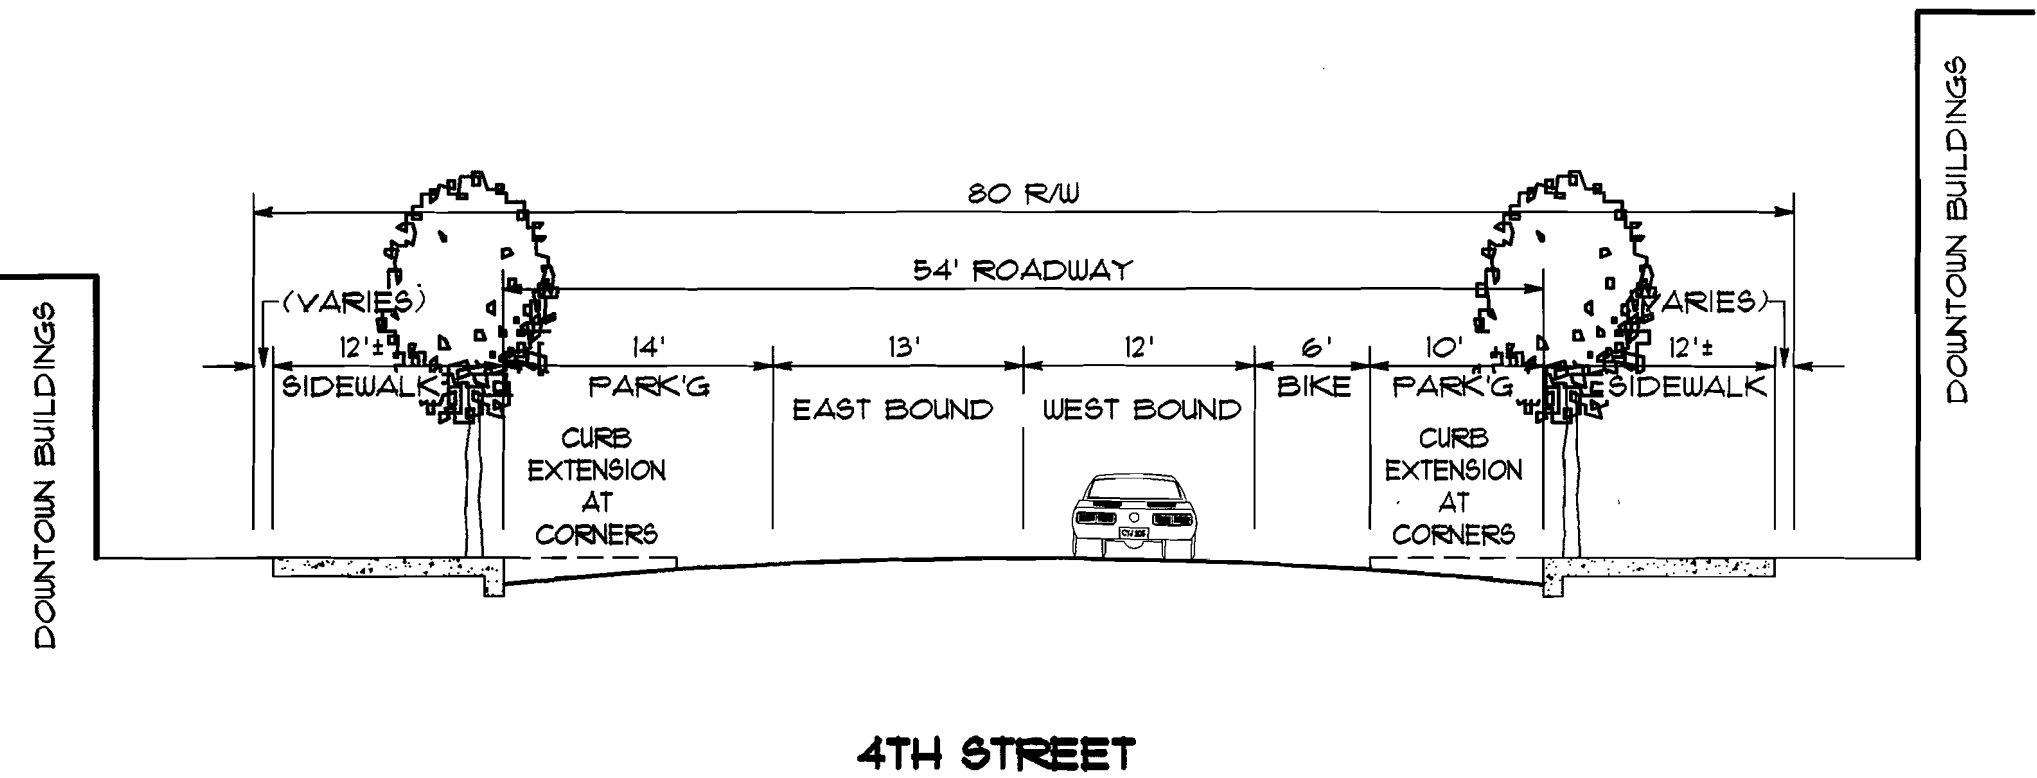 DOWNTOWN BUILDINGS
DOWNTOWN BUILDINGS
80 R/W
54' ROADWAY
(VARIES)
VARIES)
12'±
14'
13'
12'
6'
10'
12'±
SIDEWALK
PARK'G
EAST BOUND
WEST BOUND
BIKE
PARK'G
SIDEWALK
CURB
EXTENSION
AT
CORNERS
CURB
EXTENSION
AT
CORNERS
4TH STREET